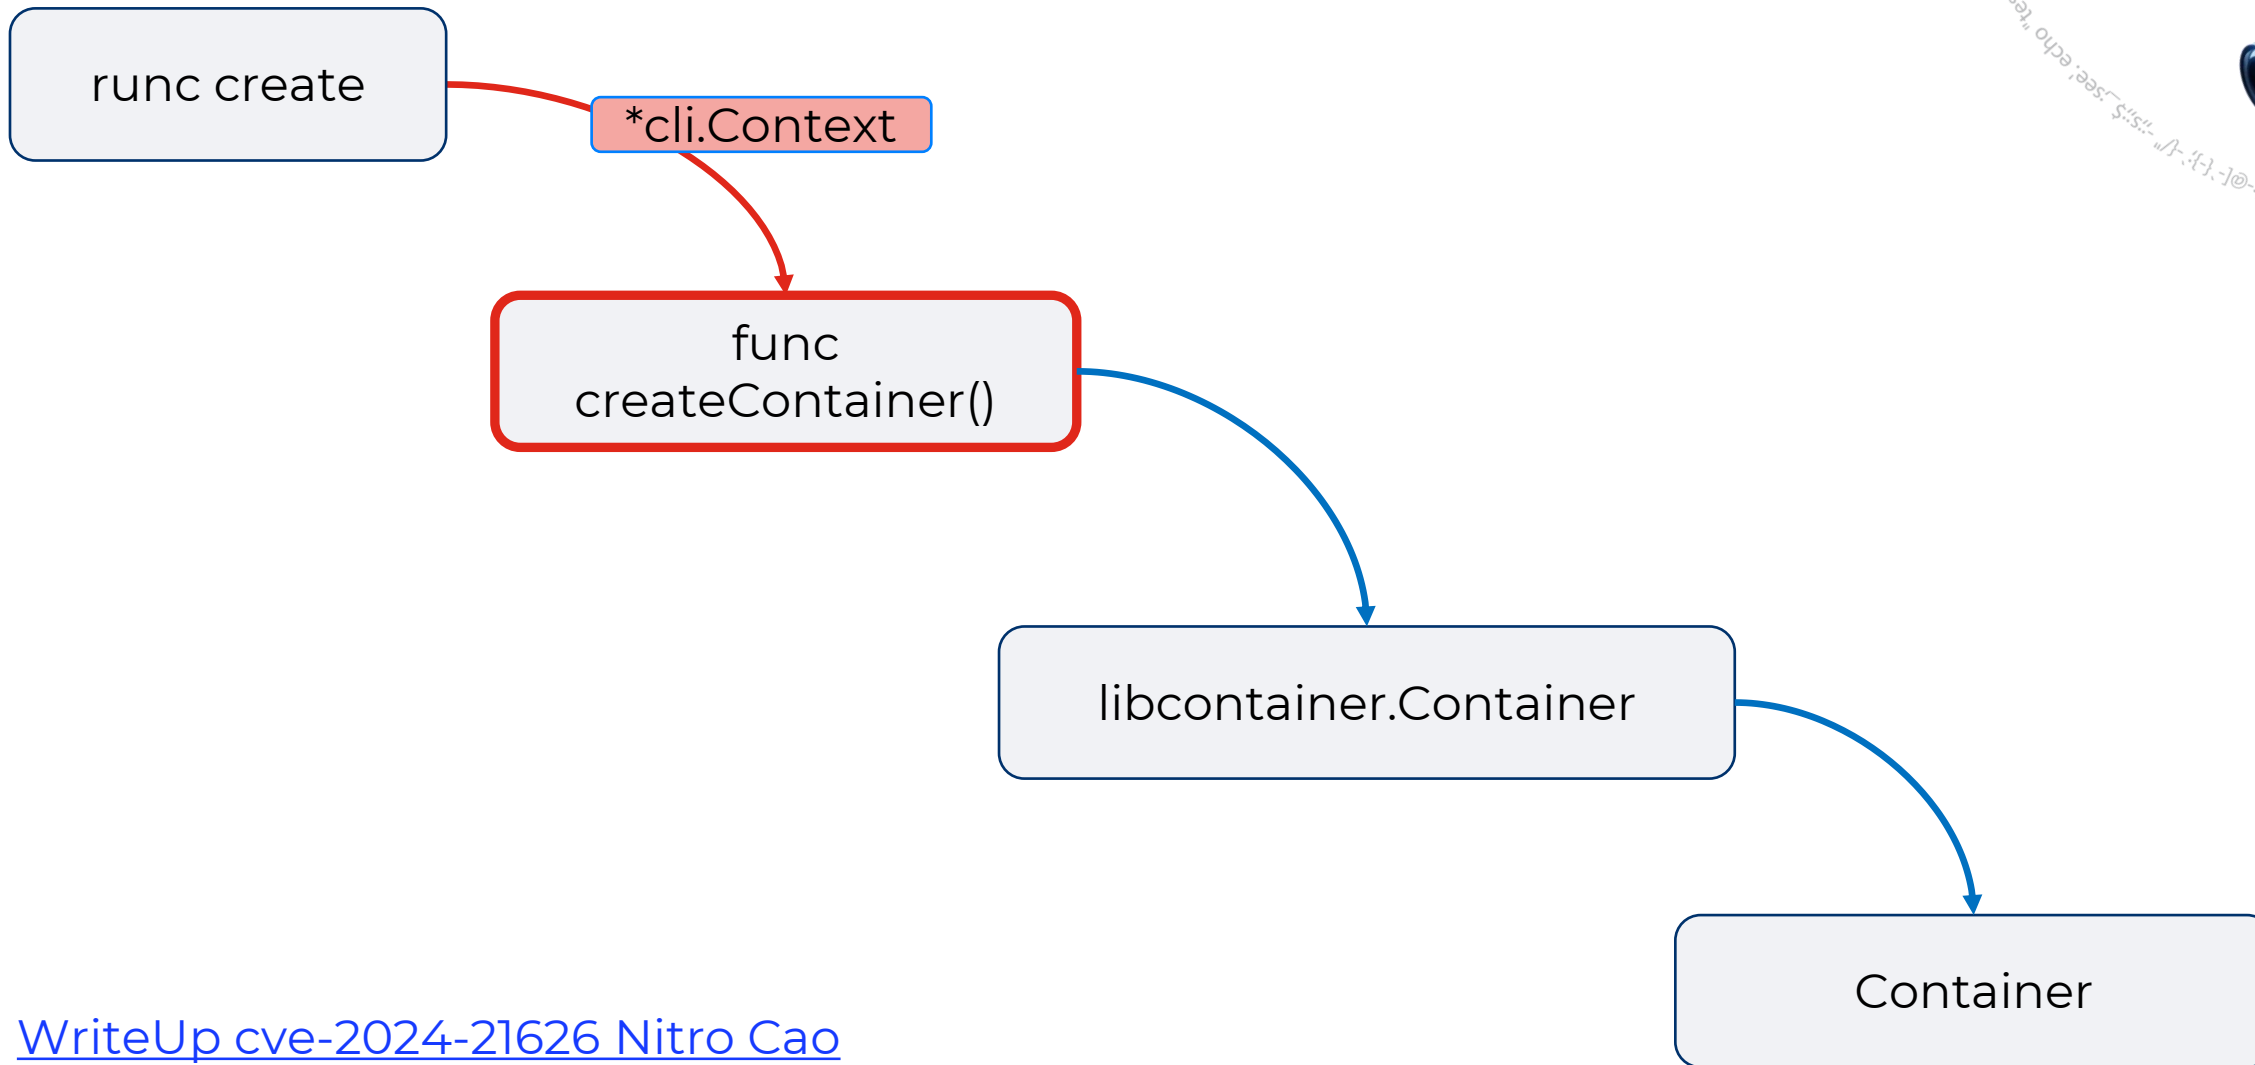 runc create
*cli.Context
func
createContainer()
libcontainer.Container
Container
WriteUp cve-2024-21626 Nitro Cao